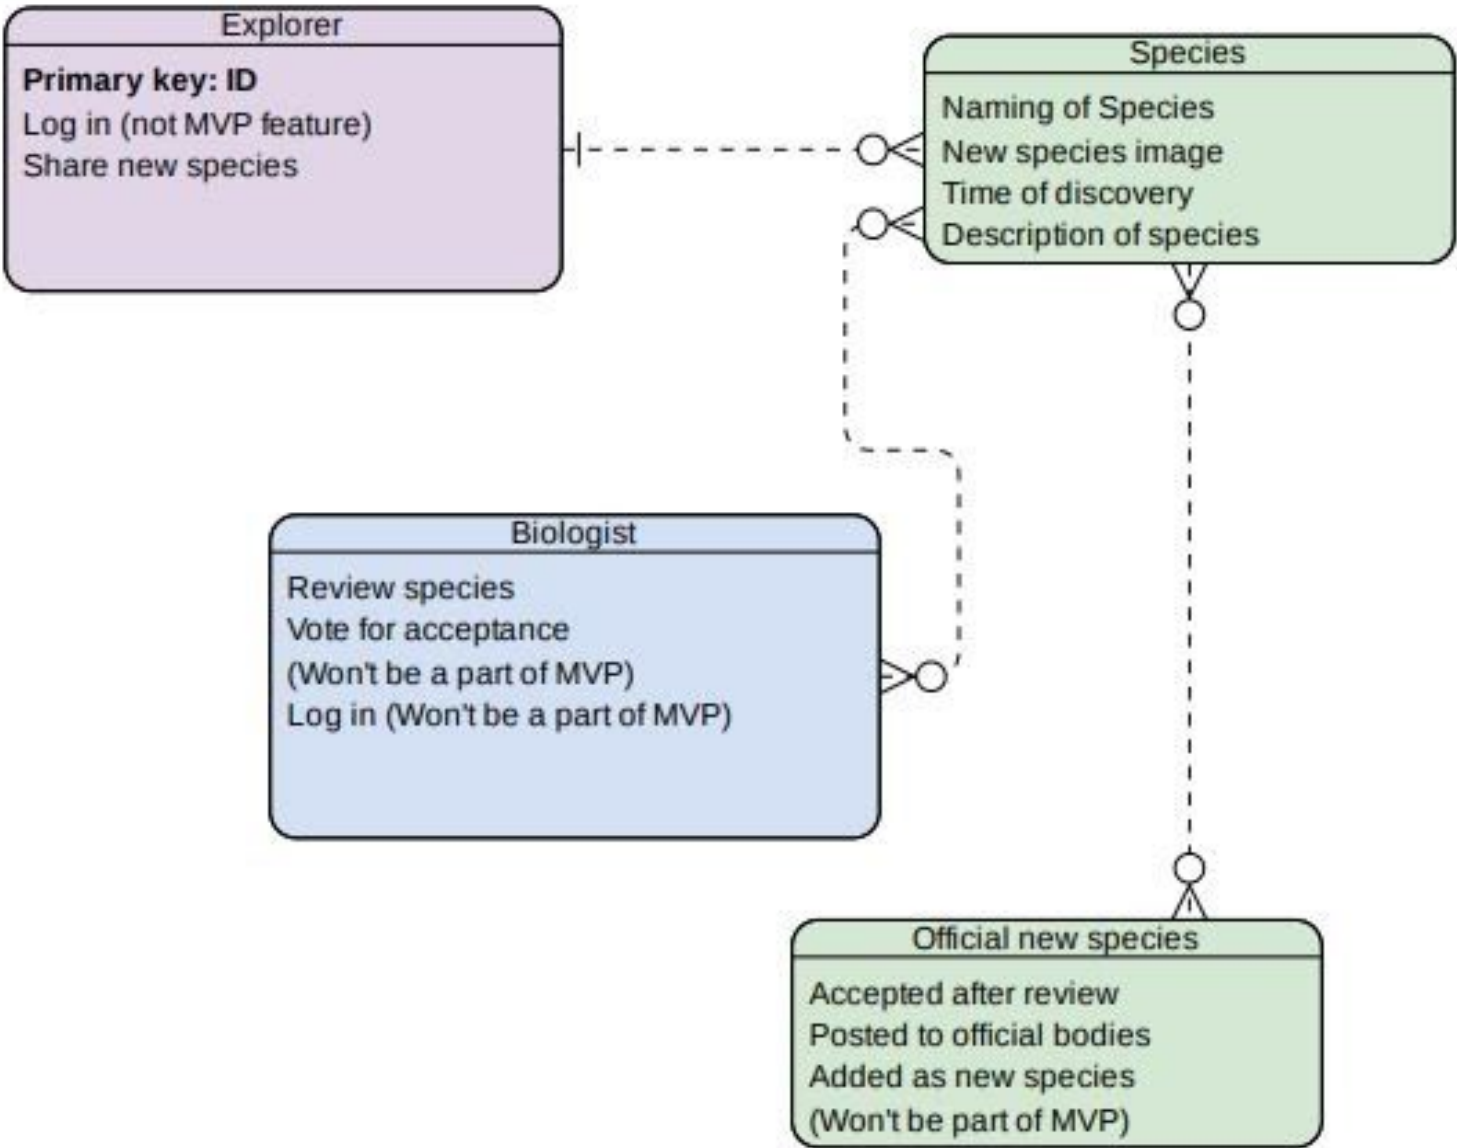 Explorer
Primary key: ID
Log in (not MVP feature)
Share new species
Species
Naming of Species
New species image
Time of discovery
Description of species
Biologist
Review species
Vote for acceptance
(Won't be a part of MVP)
Log in (Won't be a part of MVP)
Official new species
Accepted after review
Posted to official bodies
Added as new species
(Won't be part of MVP)